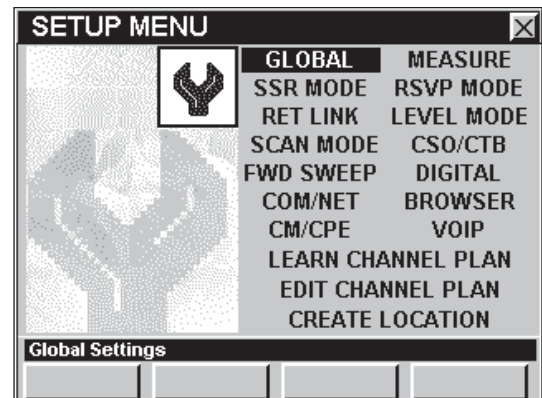 SETUP MENU
GLOBAL MEASURE
SSR MODE RSVP MODE
RET LINK LEVEL MODE
SCAN MODE CSO/CTB
FWD SWEEP DIGITAL
COM/NET BROWSER
CM/CPE VOIP
LEARN CHANNEL PLAN
EDIT CHANNEL PLAN
CREATE LOCATION
Global Settings